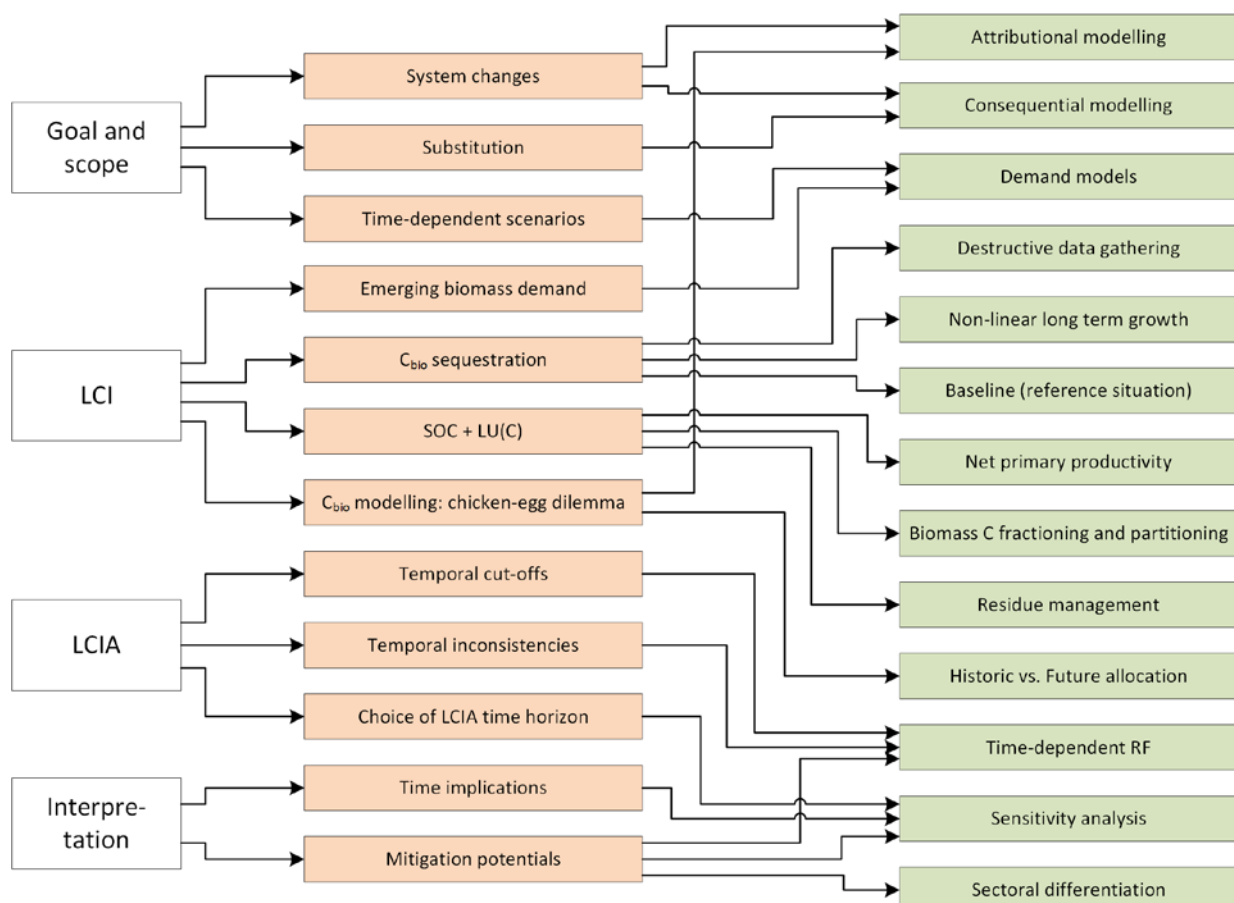 Goal and
scope
LCI
LCIA
Interpre-
tation
System changes
Substitution
Time-dependent scenarios
Emerging biomass demand
Cbio sequestration
SOC + LU(C)
Cbio modelling: chicken-egg dilemma
Temporal cut-offs
Temporal inconsistencies
Choice of LCIA time horizon
Time implications
Mitigation potentials
Attributional modelling
Consequential modelling
Demand models
Destructive data gathering
Non-linear long term growth
Baseline (reference situation)
Net primary productivity
Biomass C fractioning and partitioning
Residue management
Historic vs. Future allocation
Time-dependent RF
Sensitivity analysis
Sectoral differentiation